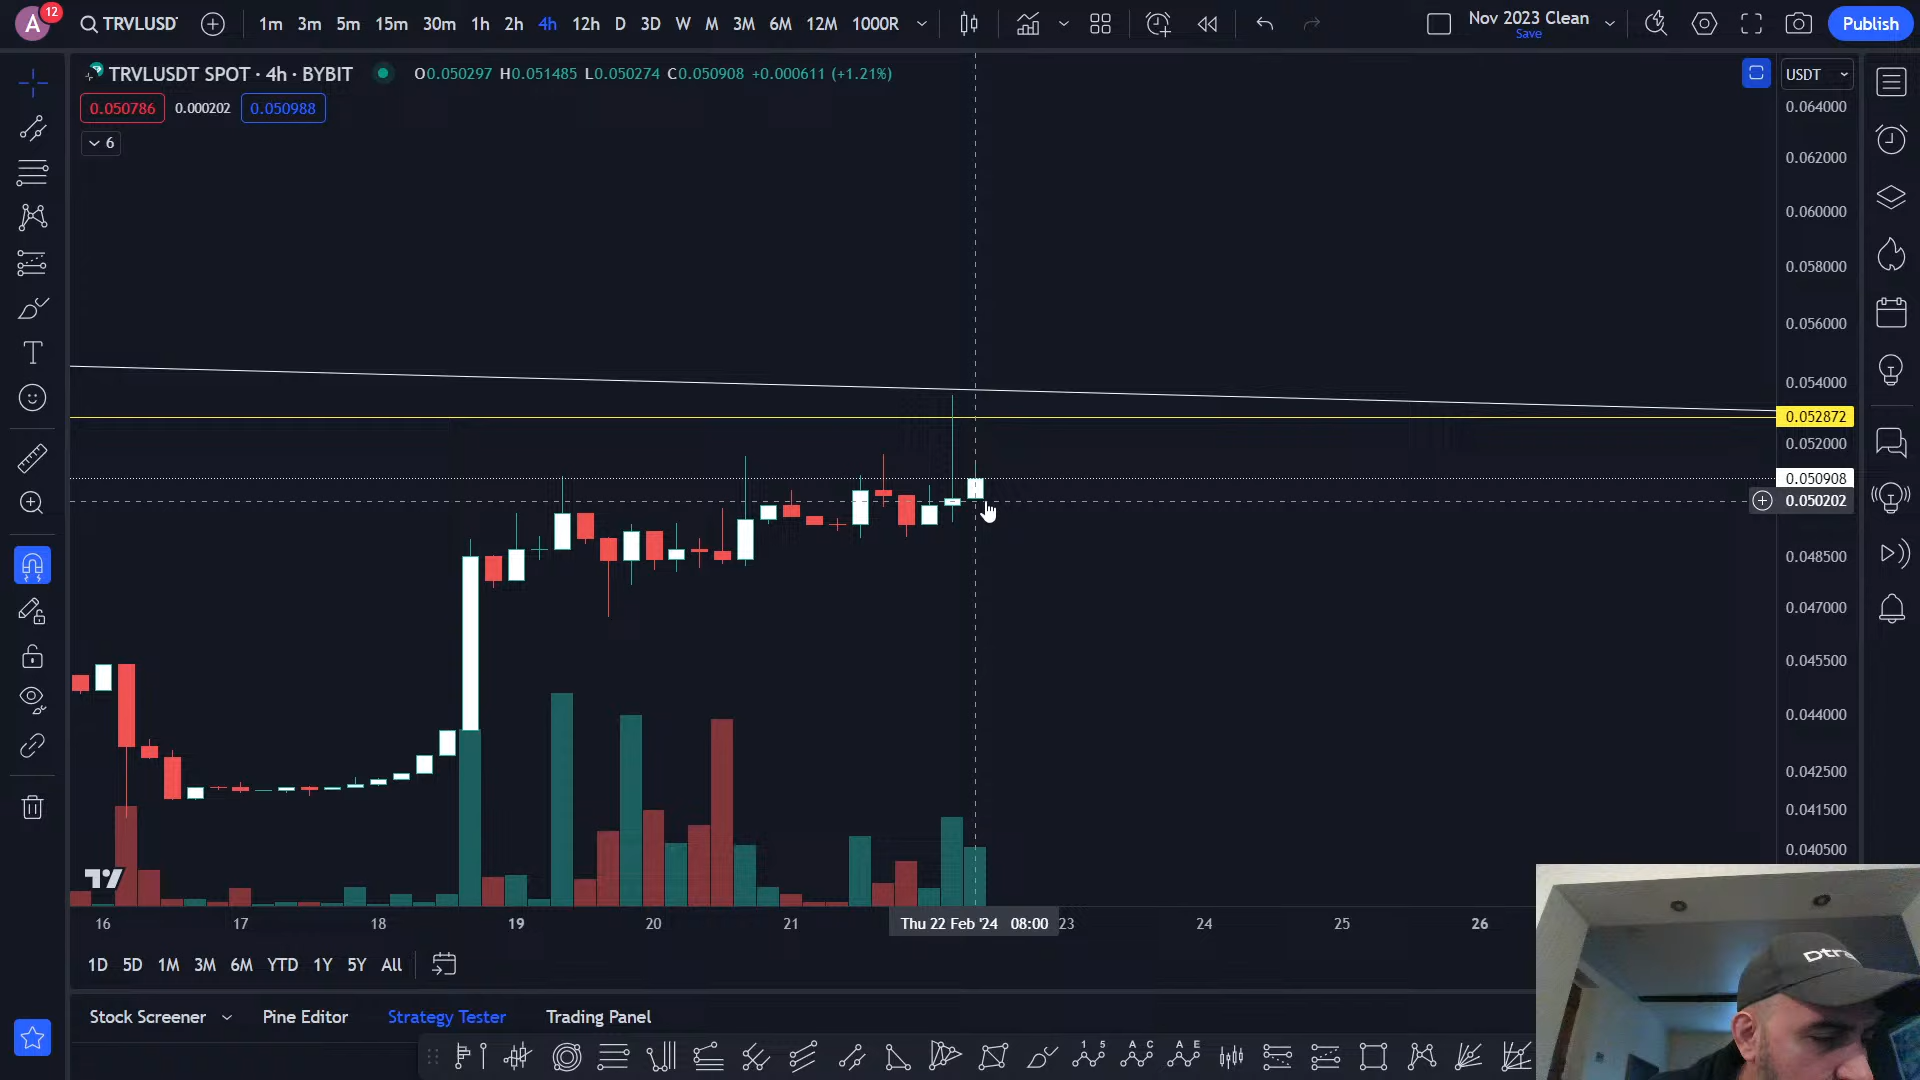 A
12
TRVLUSDT
1m 3m 5m 15m 30m 1h 2h 4h 12h D 3D W M 3M 6M 12M 1000R
Nov 2023 Clean
Save
Publish
TRVLUSDT SPOT · 4h · BYBIT
O0.050297 H0.051485 L0.050274 C0.050908 +0.000611 (+1.21%)
USDT
0.050786 0.000202 0.050988
6
0.064000
0.062000
0.060000
0.058000
0.056000
0.054000
0.052872
0.052000
0.050908
0.050202
0.048500
0.047000
0.045500
0.044000
0.042500
0.041500
0.040500
16 17 18 19 20 21 Thu 22 Feb '24 08:00 23 24 25 26
1D 5D 1M 3M 6M YTD 1Y 5Y All
Stock Screener Pine Editor Strategy Tester Trading Panel
1 5 A C A E